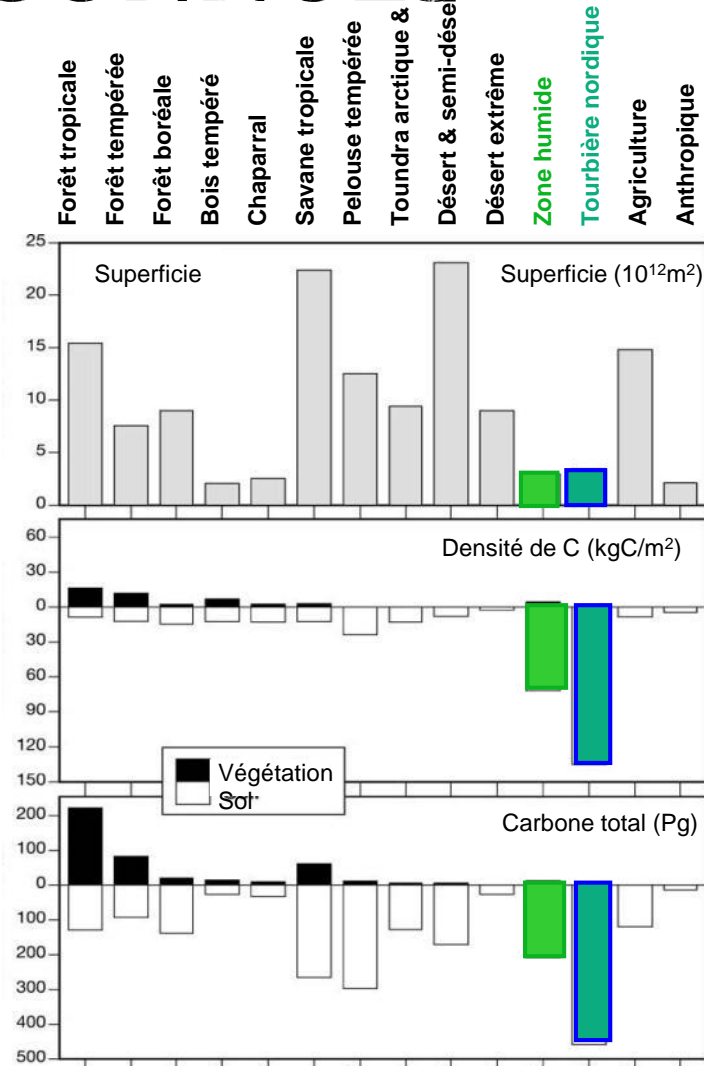 Forêt tropicale
Forêt tempérée
Forêt boréale
Bois tempéré
Chaparral
Savane tropicale
Pelouse tempérée
Toundra arctique &
Désert & semi-déser
Désert extrême
Zone humide
Tourbière nordique
Agriculture
Anthropique
Superficie
Superficie (10¹²m²)
25
20
15
10
5
0
Densité de C (kgC/m²)
60
30
0
30
60
90
120
150
Végétation
Sol
Carbone total (Pg)
200
100
0
100
200
300
400
500